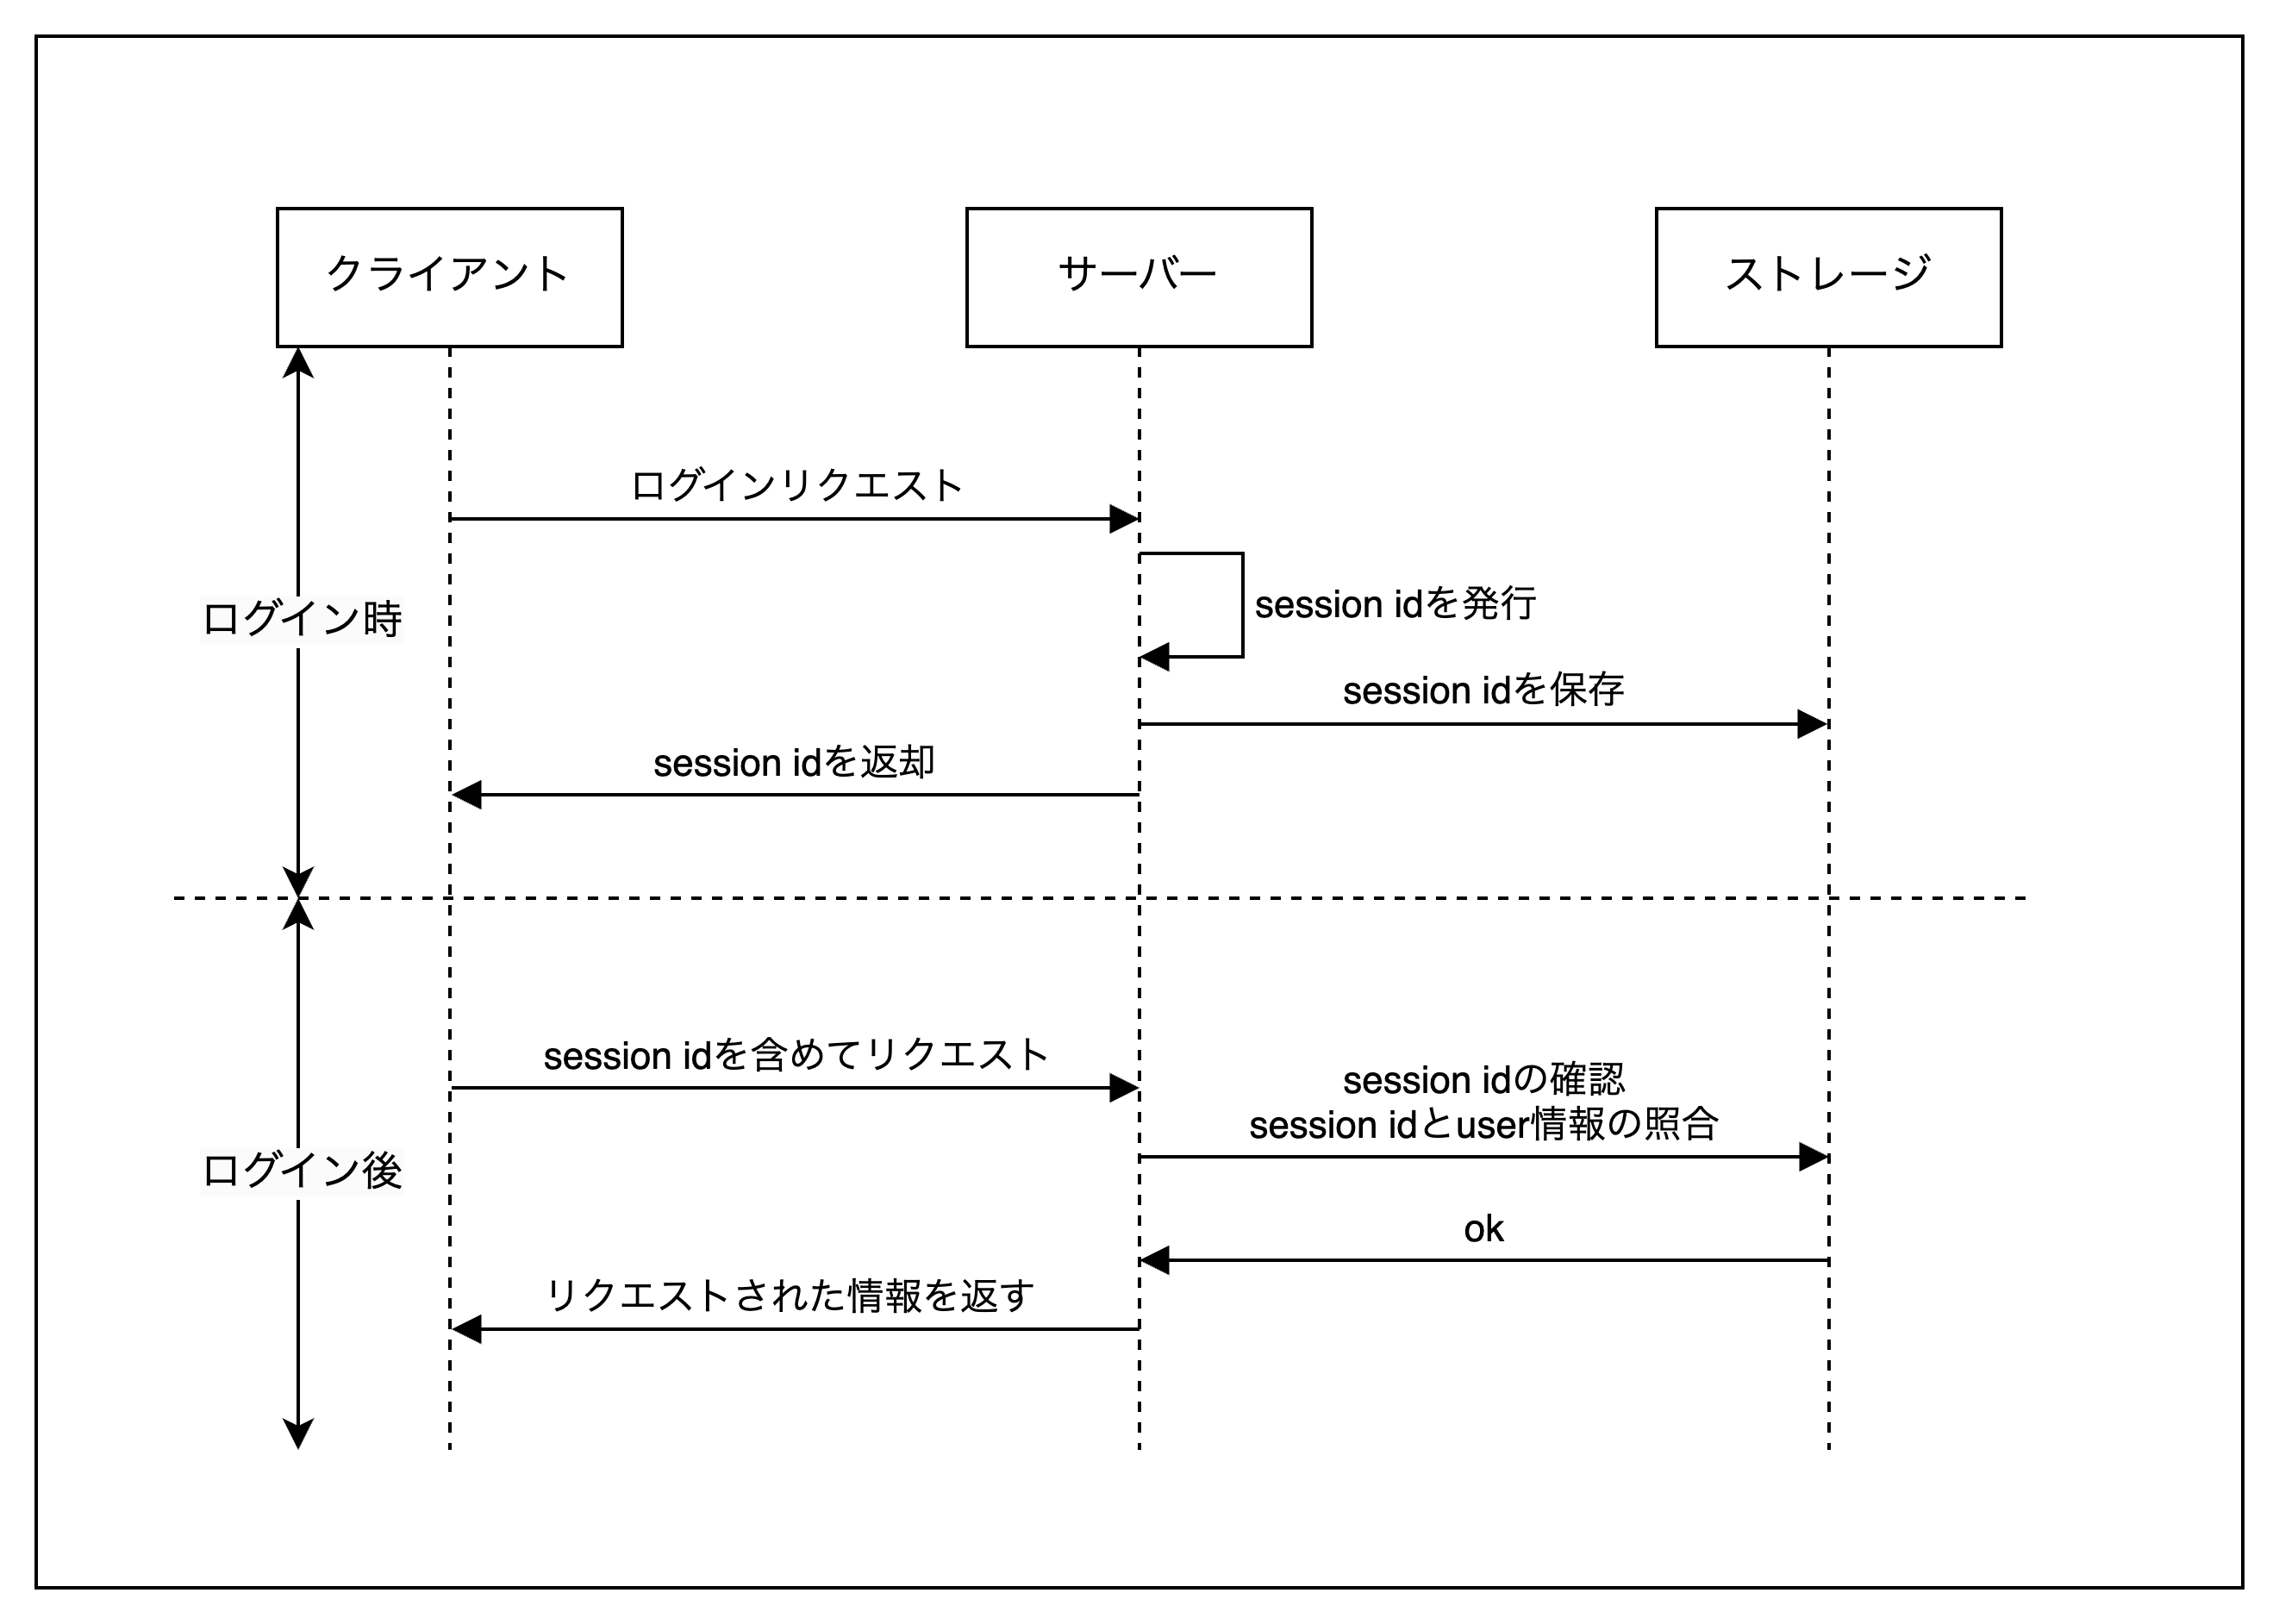 クライアント
サーバー
ストレージ
ログインリクエスト
session idを発行
ログイン時
session idを保存
session idを返却
session idを含めてリクエスト
session idの確認
session idとuser情報の照合
ログイン後
ok
リクエストされた情報を返す